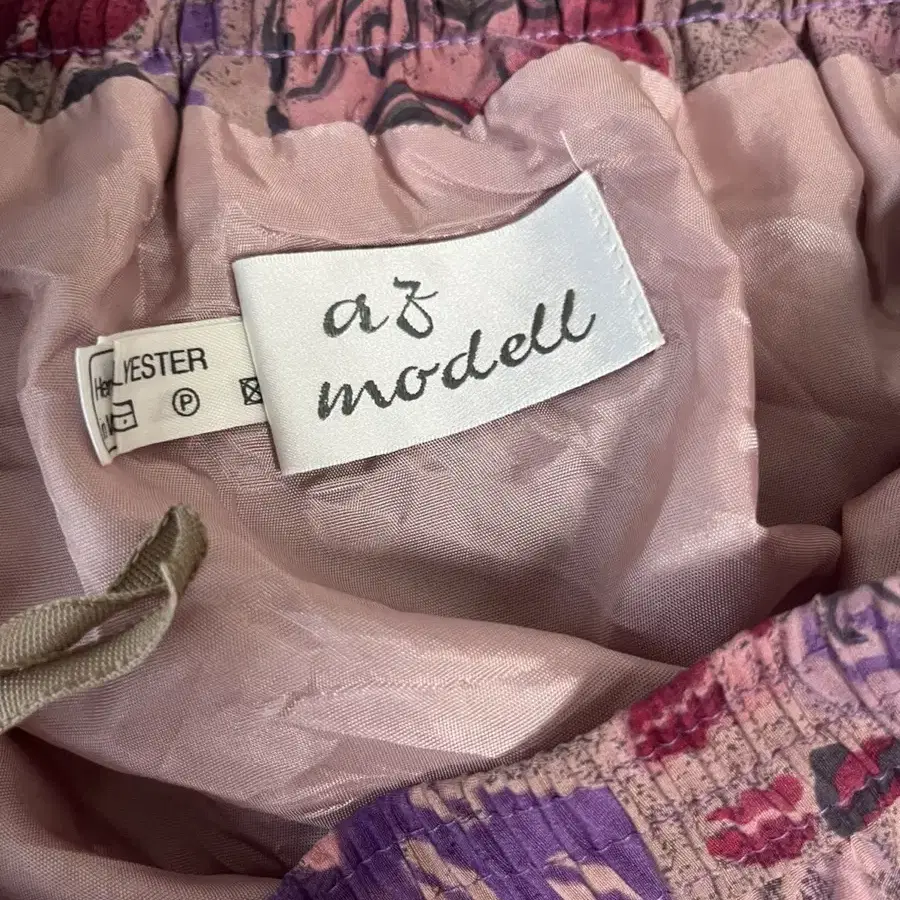 az
modell
YESTER
P